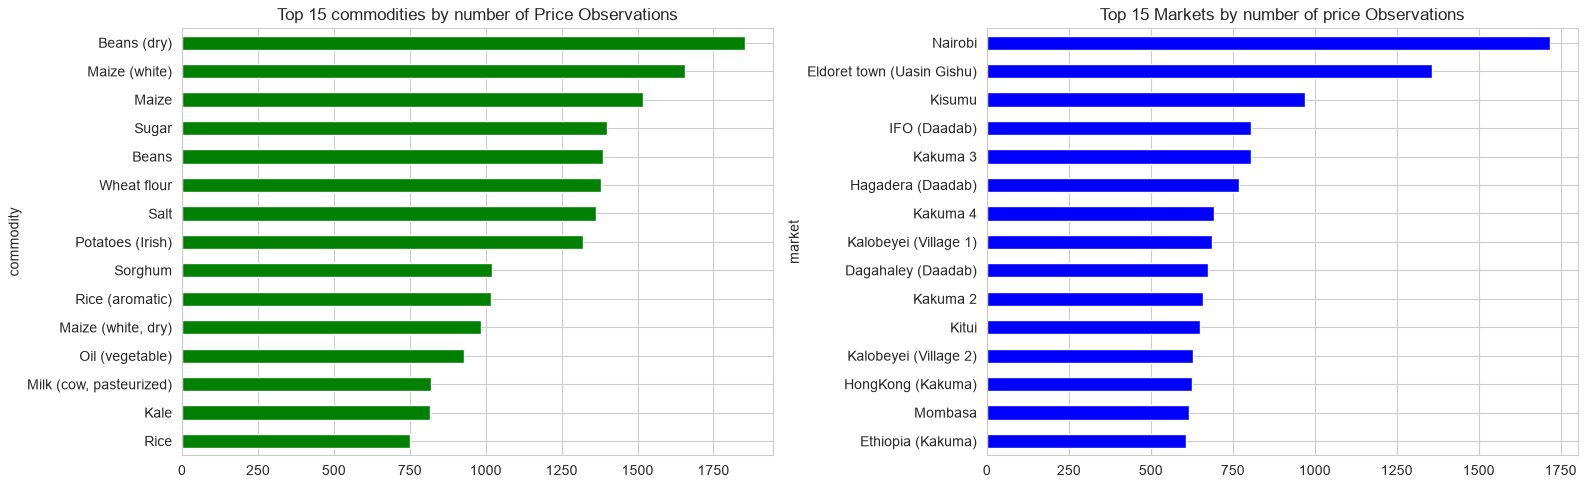 Top 15 commodities by number of Price Observations
commodity
Beans (dry)
Maize (white)
Maize
Sugar
Beans
Wheat flour
Salt
Potatoes (Irish)
Sorghum
Rice (aromatic)
Maize (white, dry)
Oil (vegetable)
Milk (cow, pasteurized)
Kale
Rice
0 250 500 750 1000 1250 1500 1750
Top 15 Markets by number of price Observations
market
Nairobi
Eldoret town (Uasin Gishu)
Kisumu
IFO (Daadab)
Kakuma 3
Hagadera (Daadab)
Kakuma 4
Kalobeyei (Village 1)
Dagahaley (Daadab)
Kakuma 2
Kitui
Kalobeyei (Village 2)
HongKong (Kakuma)
Mombasa
Ethiopia (Kakuma)
0 250 500 750 1000 1250 1500 1750